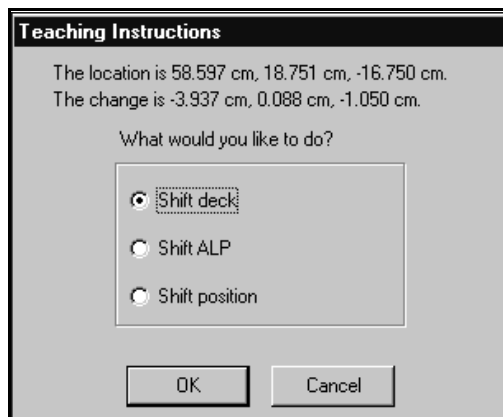 Teaching Instructions
The location is 58.597 cm, 18.751 cm, -16.750 cm.
The change is -3.937 cm, 0.088 cm, -1.050 cm.
What would you like to do?
Shift deck
Shift ALP
Shift position
OK Cancel